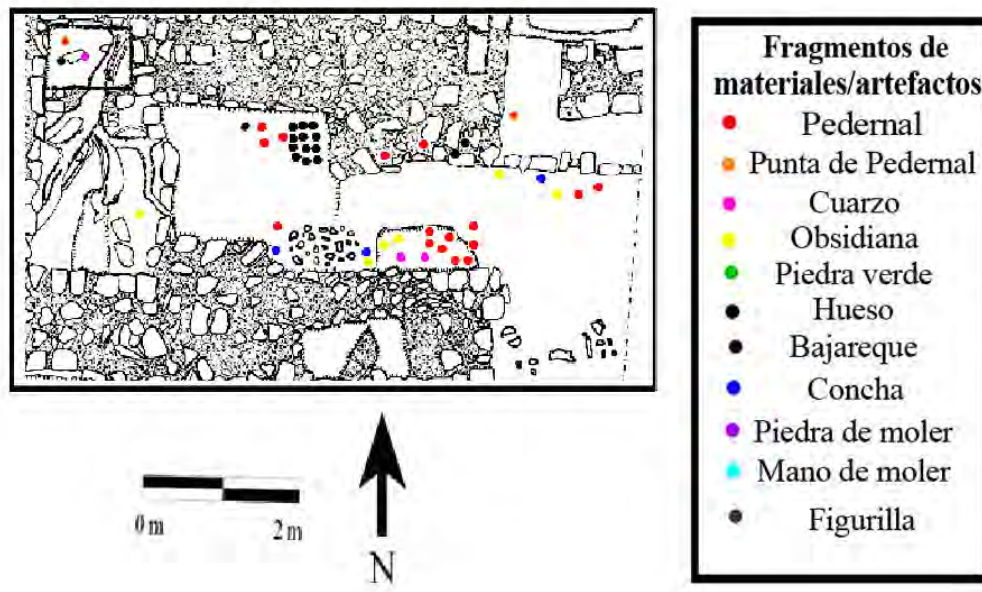 Fragmentos de
materiales/artefactos
Pedernal
Punta de Pedernal
Cuarzo
Obsidiana
Piedra verde
Hueso
Bajareque
Concha
Piedra de moler
Mano de moler
Figurilla
0 m 2 m
N